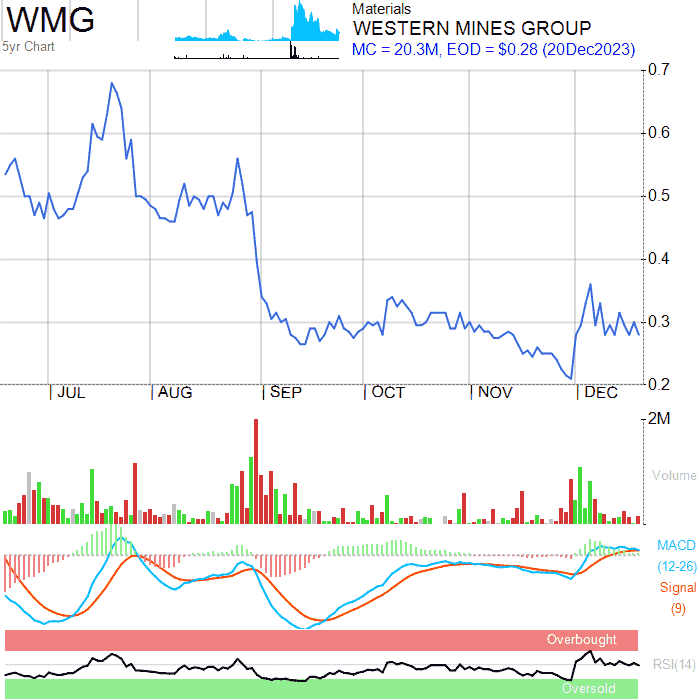 WMG
5yr Chart
Materials
WESTERN MINES GROUP
MC = 20.3M, EOD = $0.28 (20Dec2023)
0.7
0.6
0.5
0.4
0.3
0.2
JUL AUG SEP OCT NOV DEC
2M
Volume
MACD
(12-26)
Signal
(9)
Overbought
RSI(14)
Oversold